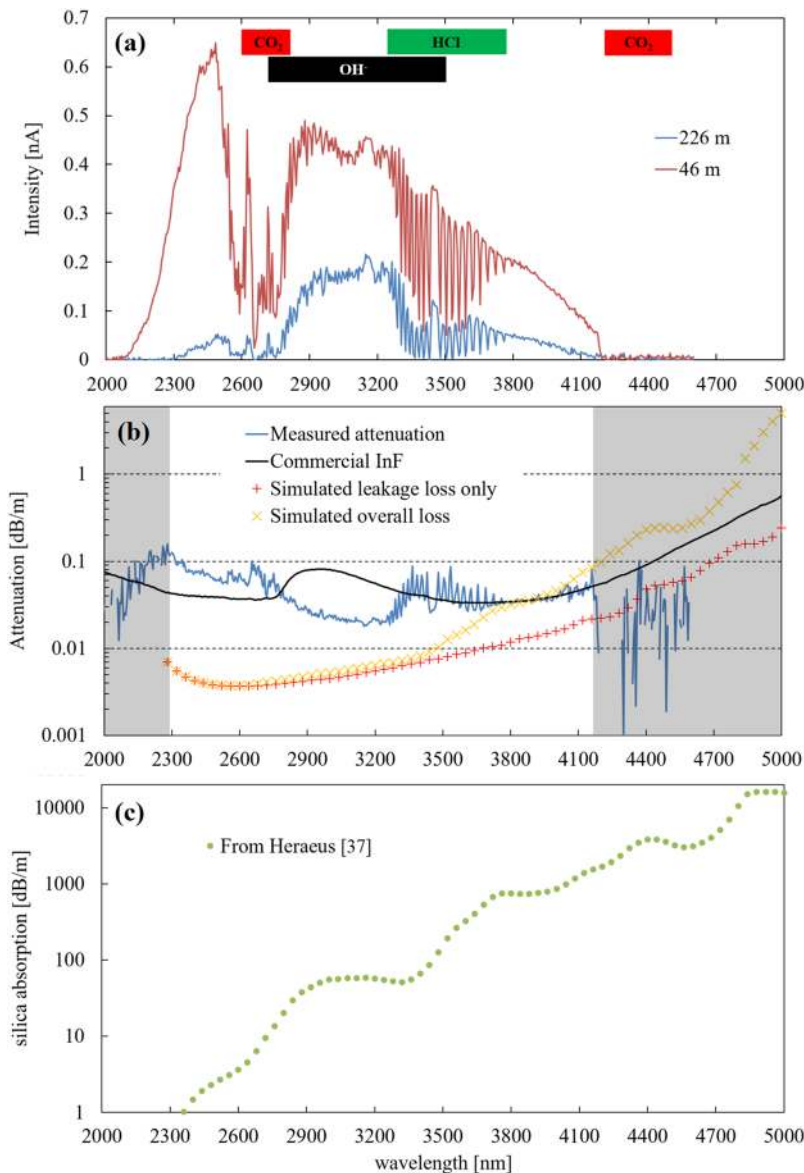 (a)
CO₂
HCl
CO₂
OH⁻
0.7
0.6
0.5
0.4
0.3
0.2
0.1
0
Intensity [nA]
226 m
46 m
2000 2300 2600 2900 3200 3500 3800 4100 4400 4700 5000
(b)
Measured attenuation
Commercial InF
Simulated leakage loss only
Simulated overall loss
1
0.1
0.01
0.001
Attenuation [dB/m]
2000 2300 2600 2900 3200 3500 3800 4100 4400 4700 5000
(c)
From Heraeus [37]
10000
1000
100
10
1
silica absorption [dB/m]
2000 2300 2600 2900 3200 3500 3800 4100 4400 4700 5000
wavelength [nm]